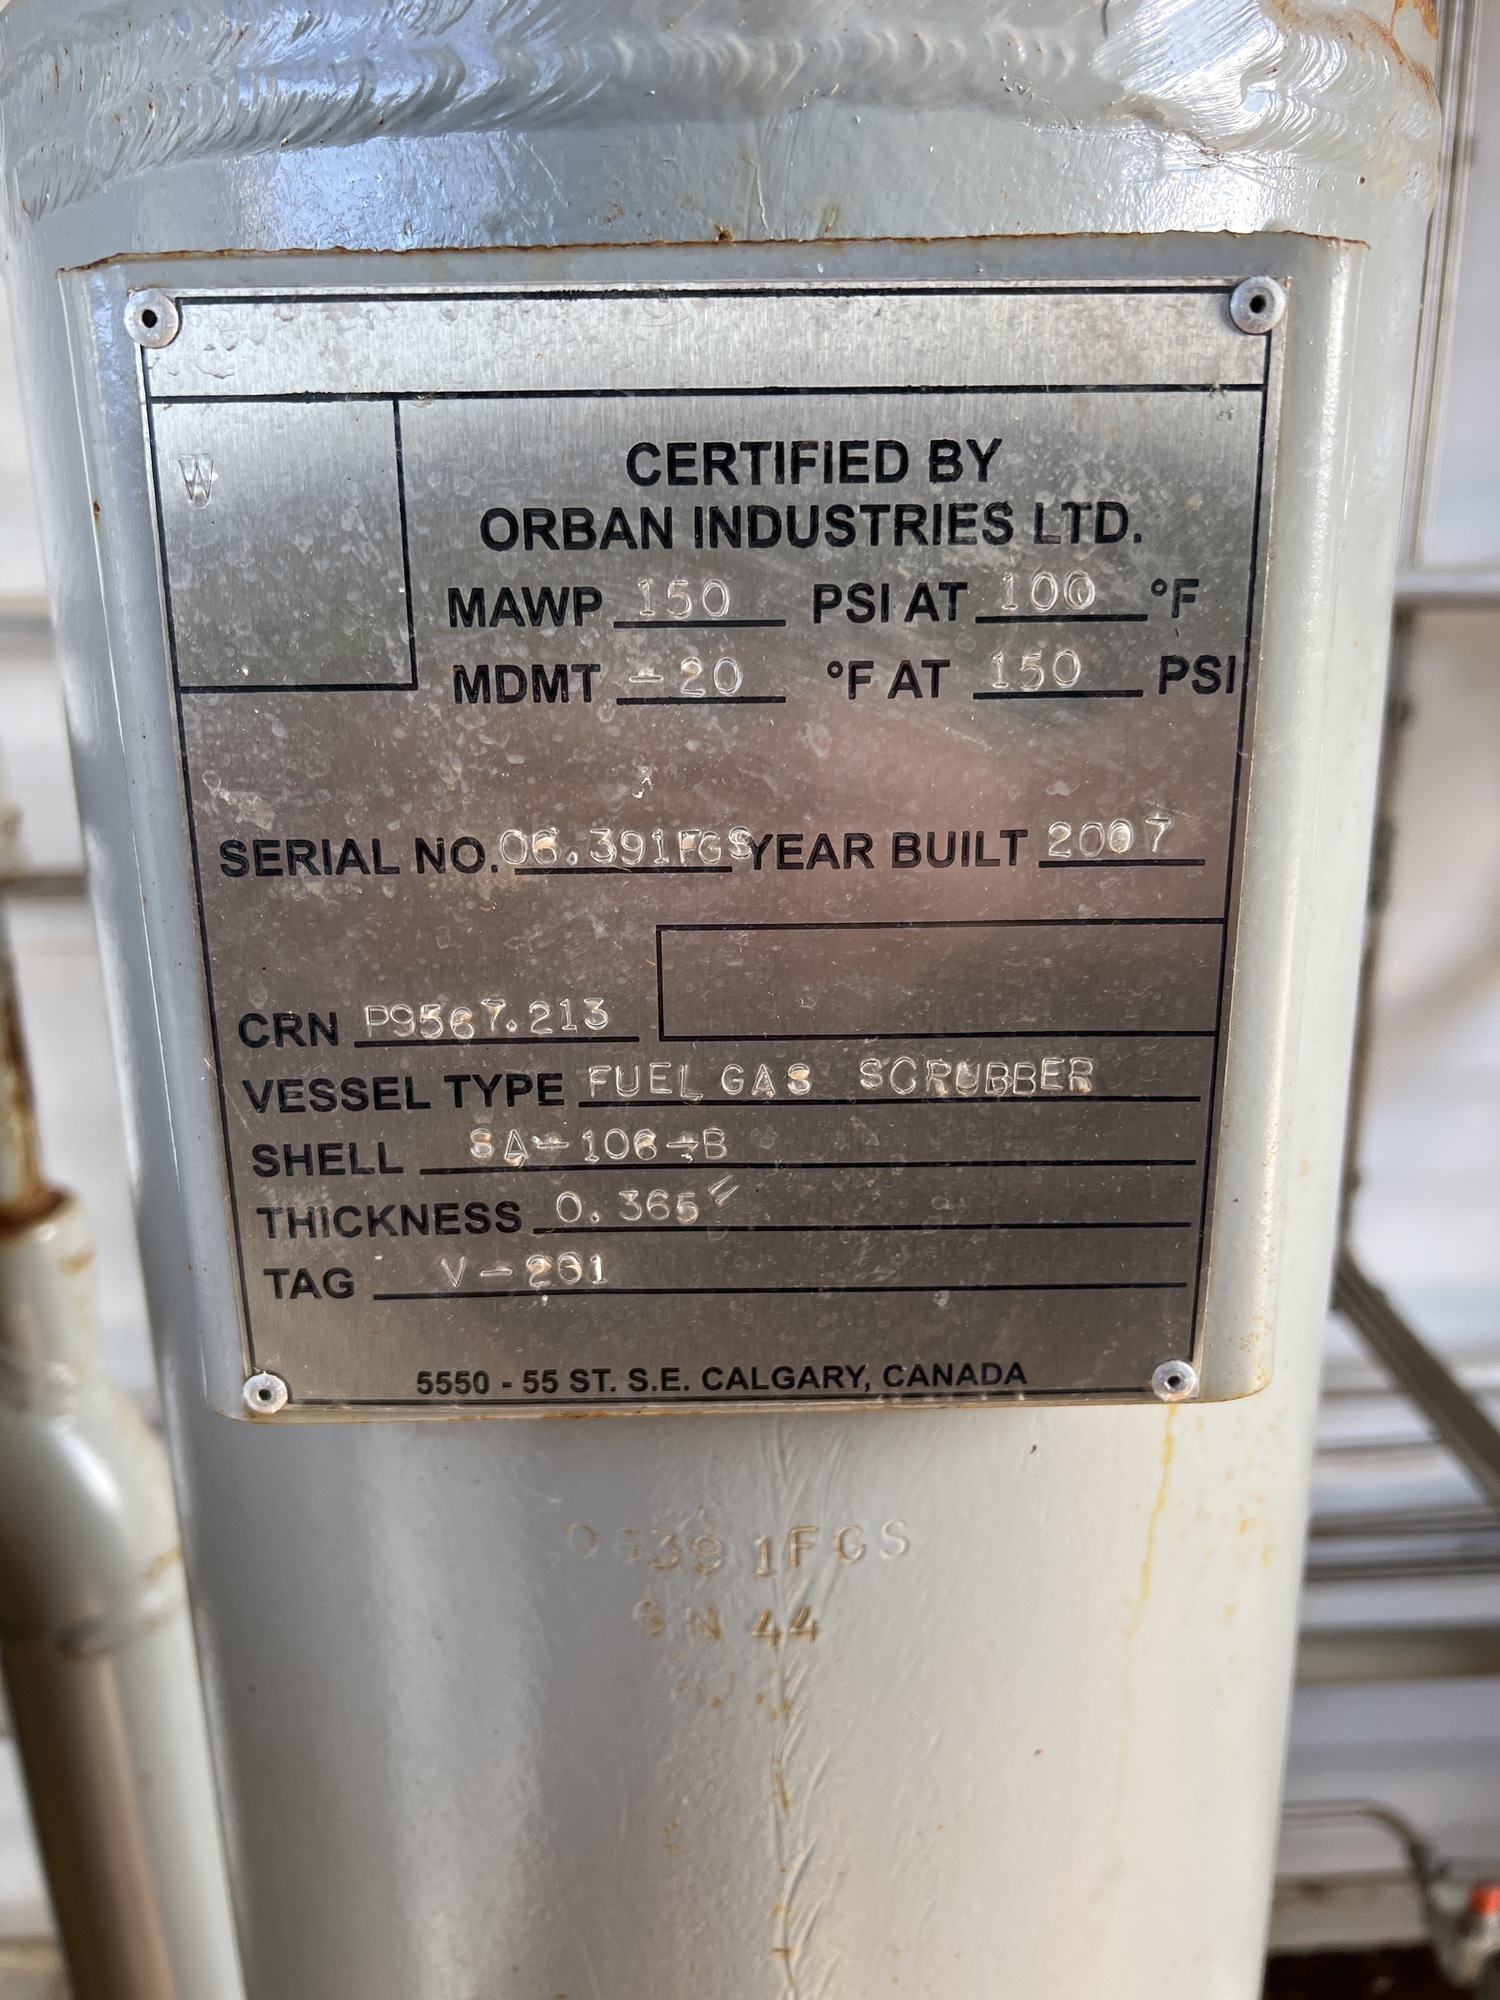 W
CERTIFIED BY
ORBAN INDUSTRIES LTD.
MAWP 150 PSI AT 100 °F
MDMT -20 °F AT 150 PSI
SERIAL NO. 06.391FGS YEAR BUILT 2007
CRN P9567.213
VESSEL TYPE FUEL GAS SCRUBBER
SHELL SA-106-B
THICKNESS 0.365"
TAG V-201
5550 - 55 ST. S.E. CALGARY, CANADA
06391FGS
44